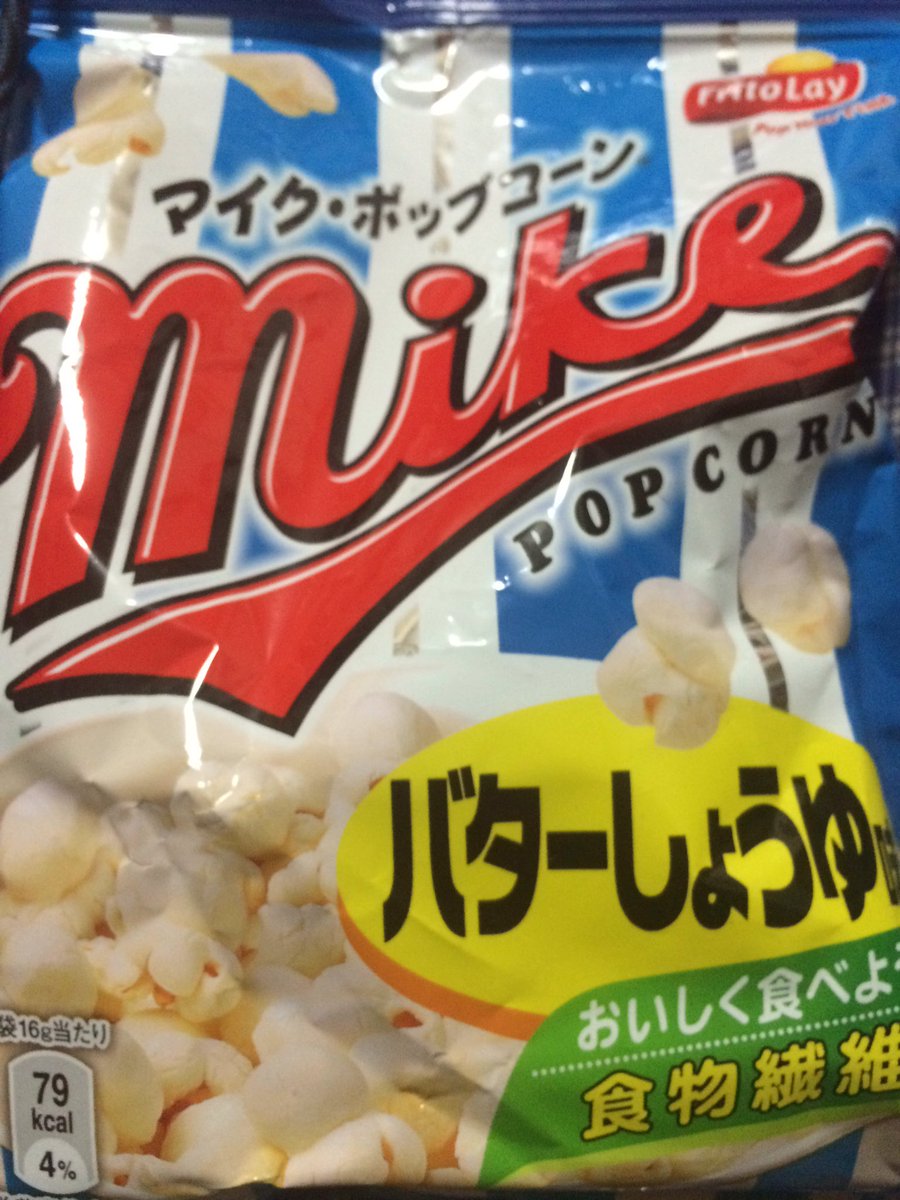 FritoLay
マイク・ポップコーン
mike
POPCORN
バターしょうゆ
おいしく食べよ
食物繊維
袋16g当たり
79
kcal
4%